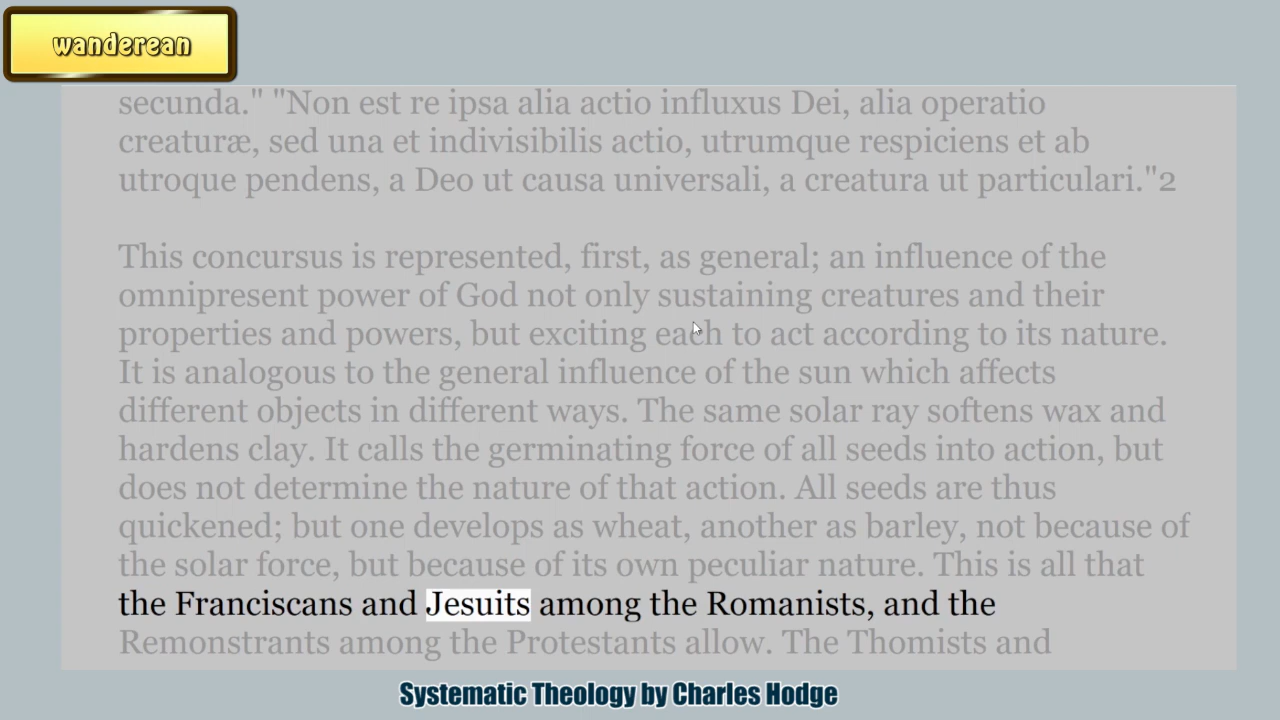 wanderean
secunda." "Non est re ipsa alia actio influxus Dei, alia operatio
creaturæ, sed una et indivisibilis actio, utrumque respiciens et ab
utroque pendens, a Deo ut causa universali, a creatura ut particulari."2
This concursus is represented, first, as general; an influence of the
omnipresent power of God not only sustaining creatures and their
properties and powers, but exciting each to act according to its nature.
It is analogous to the general influence of the sun which affects
different objects in different ways. The same solar ray softens wax and
hardens clay. It calls the germinating force of all seeds into action, but
does not determine the nature of that action. All seeds are thus
quickened; but one develops as wheat, another as barley, not because of
the solar force, but because of its own peculiar nature. This is all that
the Franciscans and Jesuits among the Romanists, and the
Remonstrants among the Protestants allow. The Thomists and
Systematic Theology by Charles Hodge